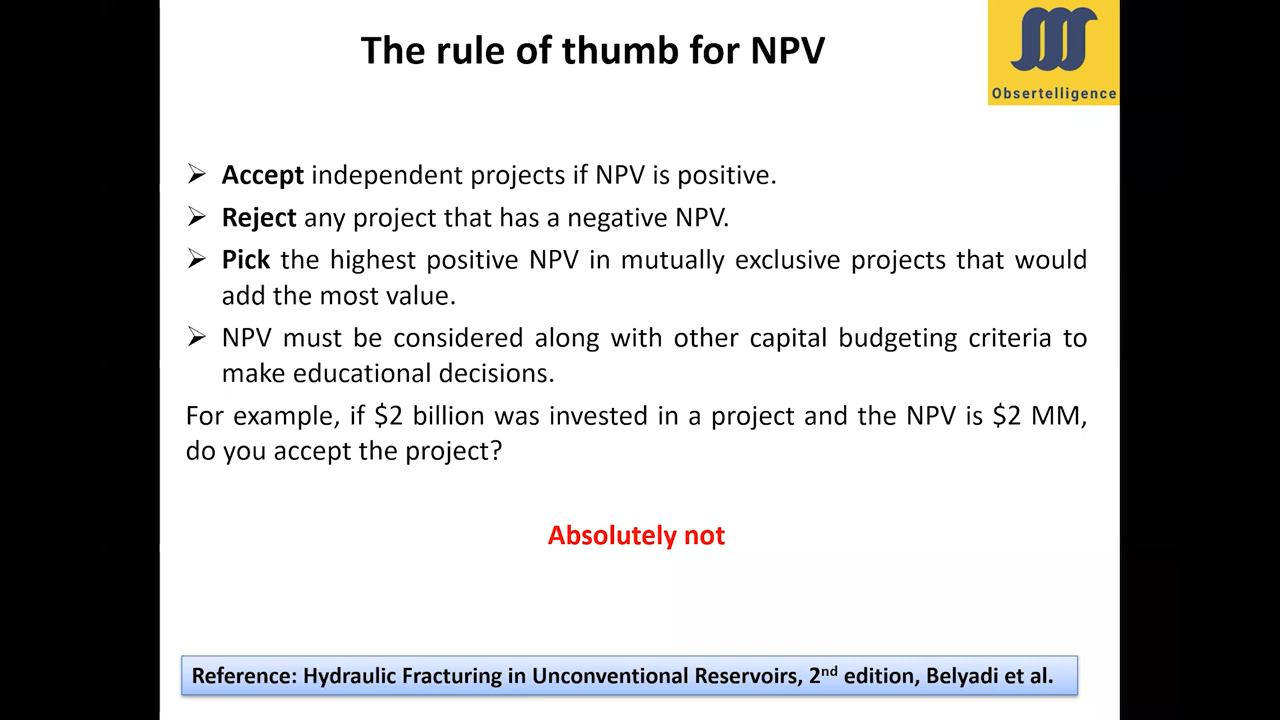 The rule of thumb for NPV
Obsertelligence
➢ Accept independent projects if NPV is positive.
➢ Reject any project that has a negative NPV.
➢ Pick the highest positive NPV in mutually exclusive projects that would
add the most value.
➢ NPV must be considered along with other capital budgeting criteria to
make educational decisions.
For example, if $2 billion was invested in a project and the NPV is $2 MM,
do you accept the project?
Absolutely not
Reference: Hydraulic Fracturing in Unconventional Reservoirs, 2nd edition, Belyadi et al.